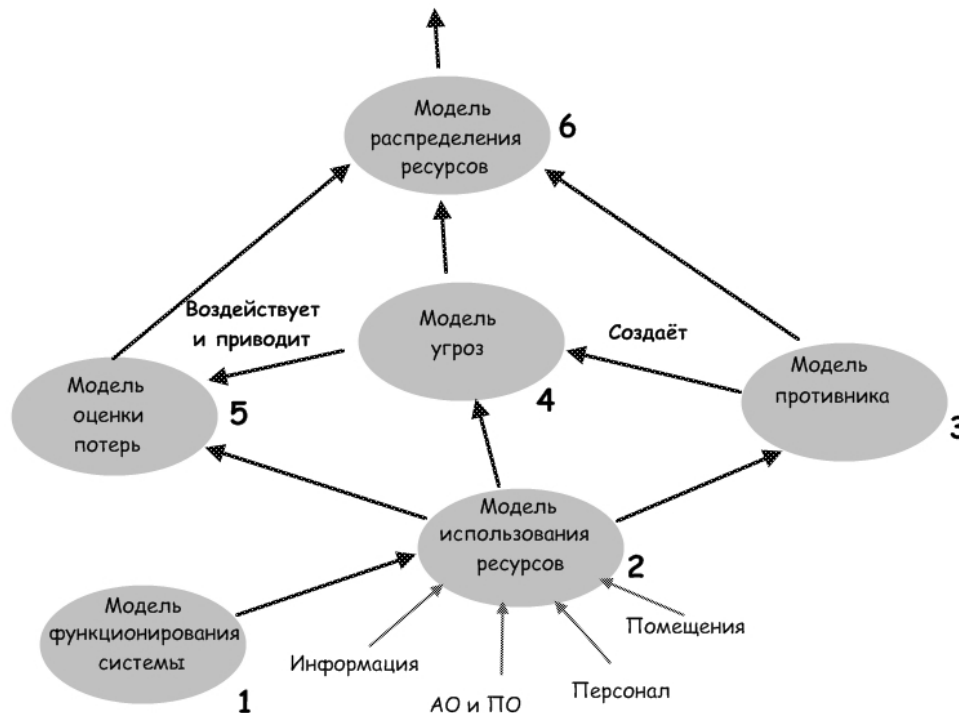 Модель
распределения
ресурсов
6
Воздействует
и приводит
Модель
угроз
4
Создаёт
Модель
оценки
потерь
5
Модель
противника
3
Модель
использования
ресурсов
2
Модель
функционирования
системы
1
Информация
АО и ПО
Персонал
Помещения